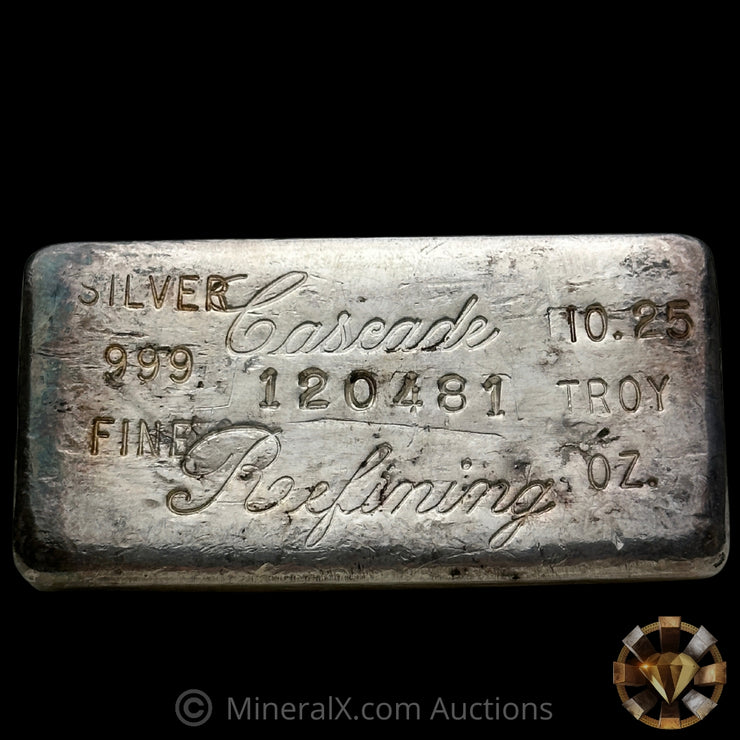 SILVER
999
FINE
Cascade
120481
Refining
10.25
TROY
OZ.
© MineralX.com Auctions